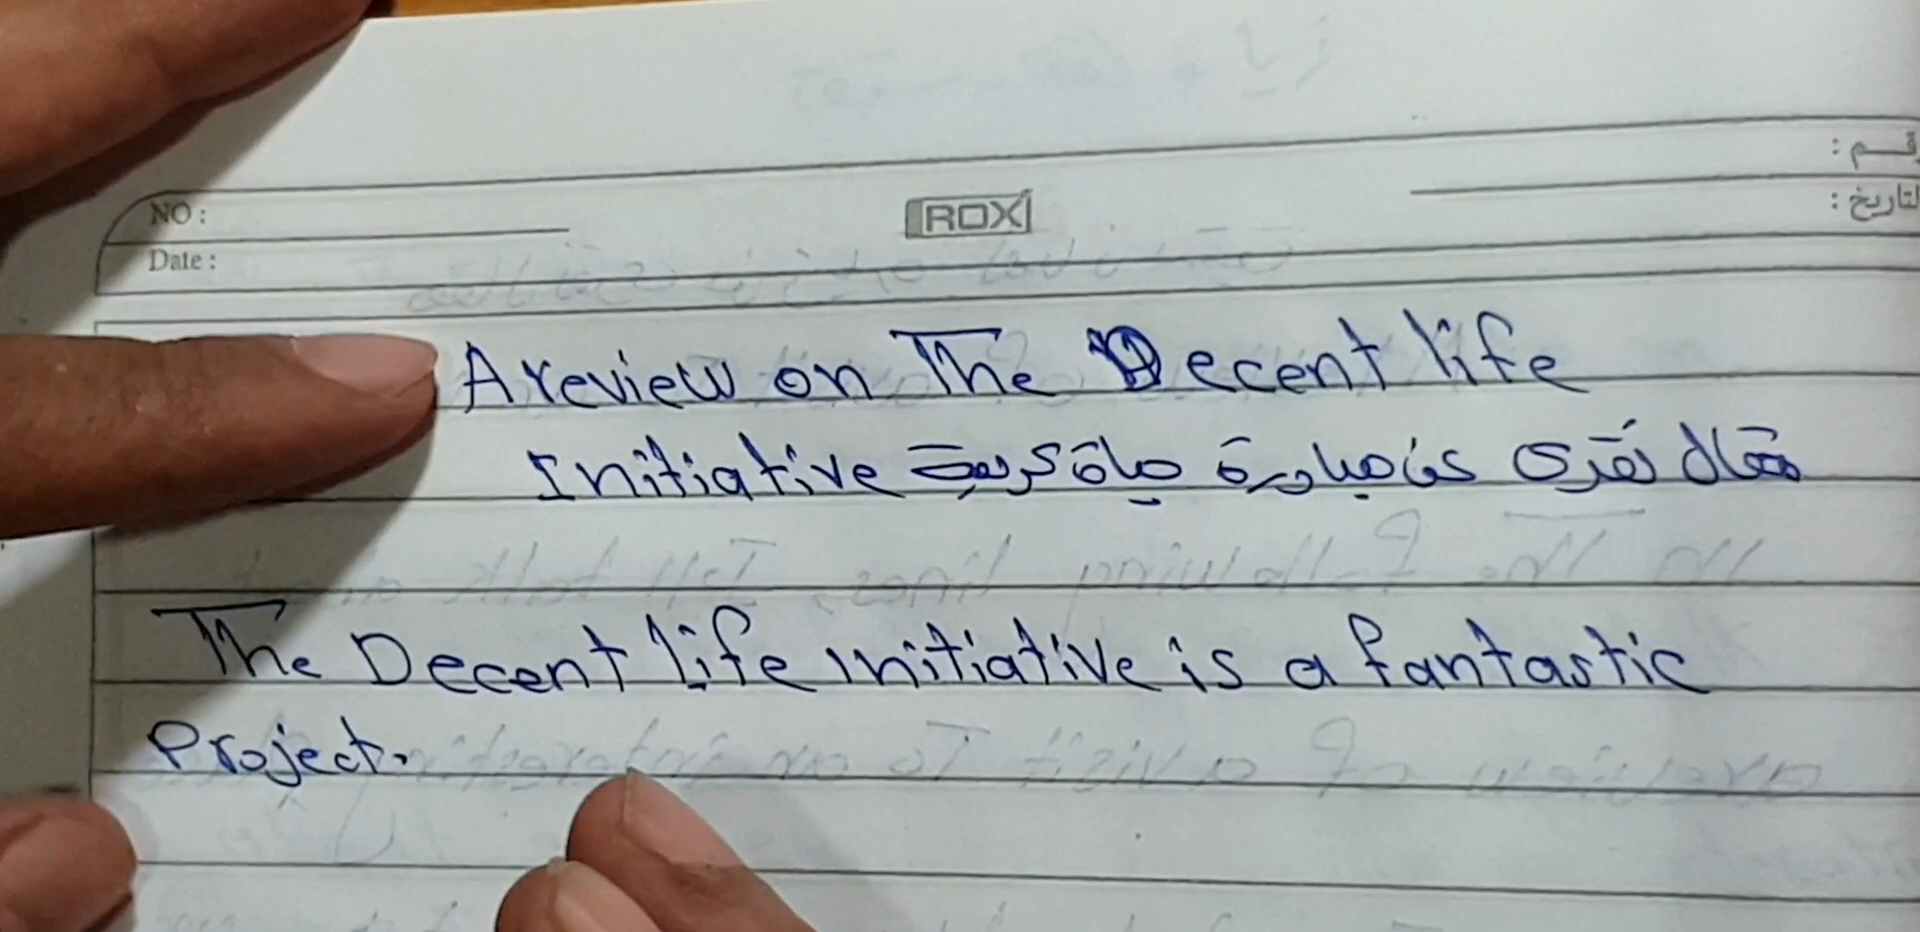 رقم :
NO :
ROX
التاريخ :
Date :
A review on The Decent life
Initiative مقال نقدى عن مبادرة حياة كريمة
The Decent life initiative is a fantastic
Project.